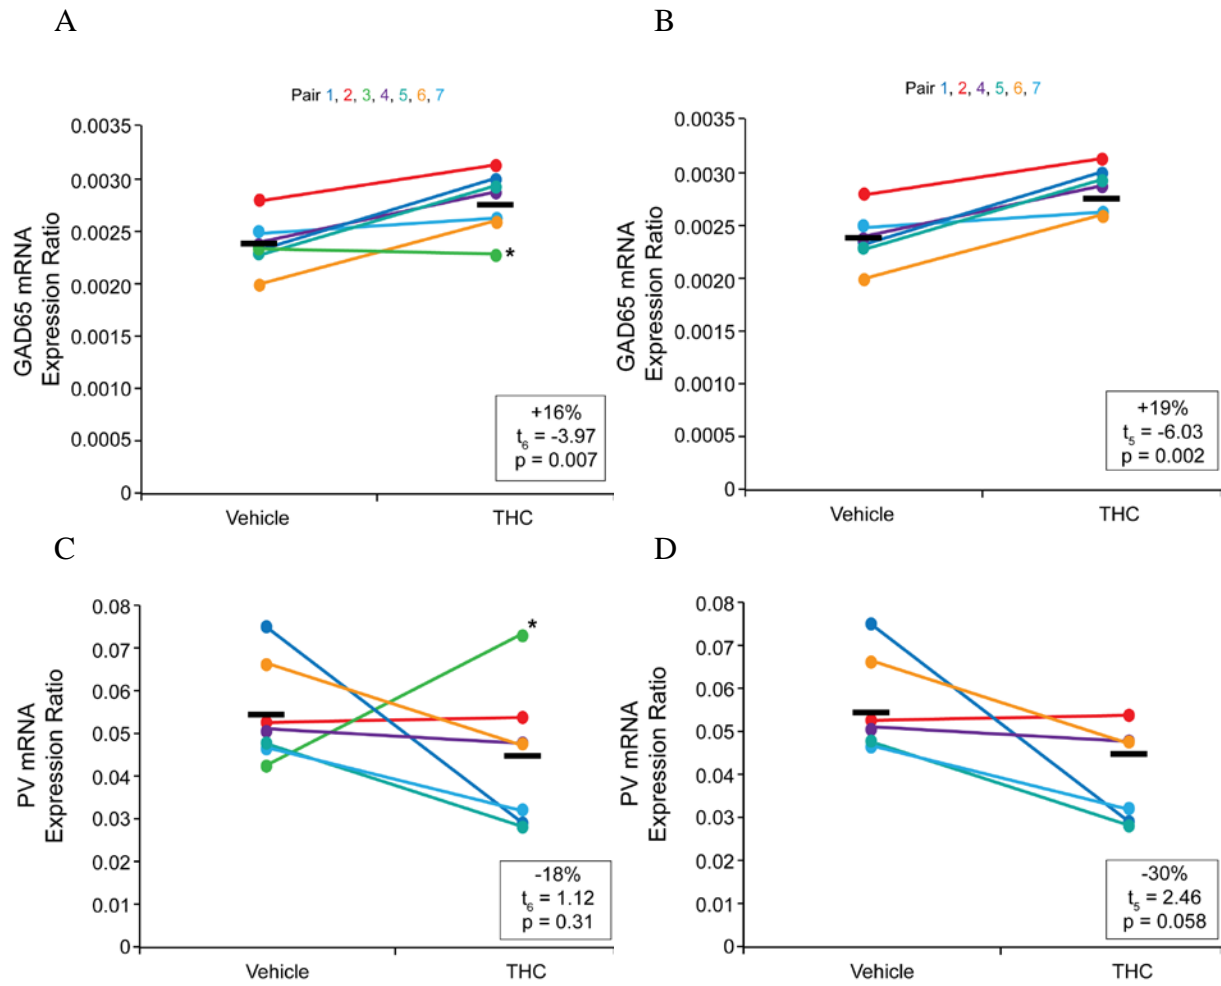 A
Pair 1, 2, 3, 4, 5, 6, 7
GAD65 mRNA
Expression Ratio
0.0035
0.0030
0.0025
0.0020
0.0015
0.0010
0.0005
0
*
+16%
t6 = -3.97
p = 0.007
Vehicle
THC
B
Pair 1, 2, 4, 5, 6, 7
GAD65 mRNA
Expression Ratio
0.0035
0.0030
0.0025
0.0020
0.0015
0.0010
0.0005
0
+19%
t5 = -6.03
p = 0.002
Vehicle
THC
C
PV mRNA
Expression Ratio
0.08
0.07
0.06
0.05
0.04
0.03
0.02
0.01
0
*
-18%
t6 = 1.12
p = 0.31
Vehicle
THC
D
PV mRNA
Expression Ratio
0.08
0.07
0.06
0.05
0.04
0.03
0.02
0.01
0
-30%
t5 = 2.46
p = 0.058
Vehicle
THC